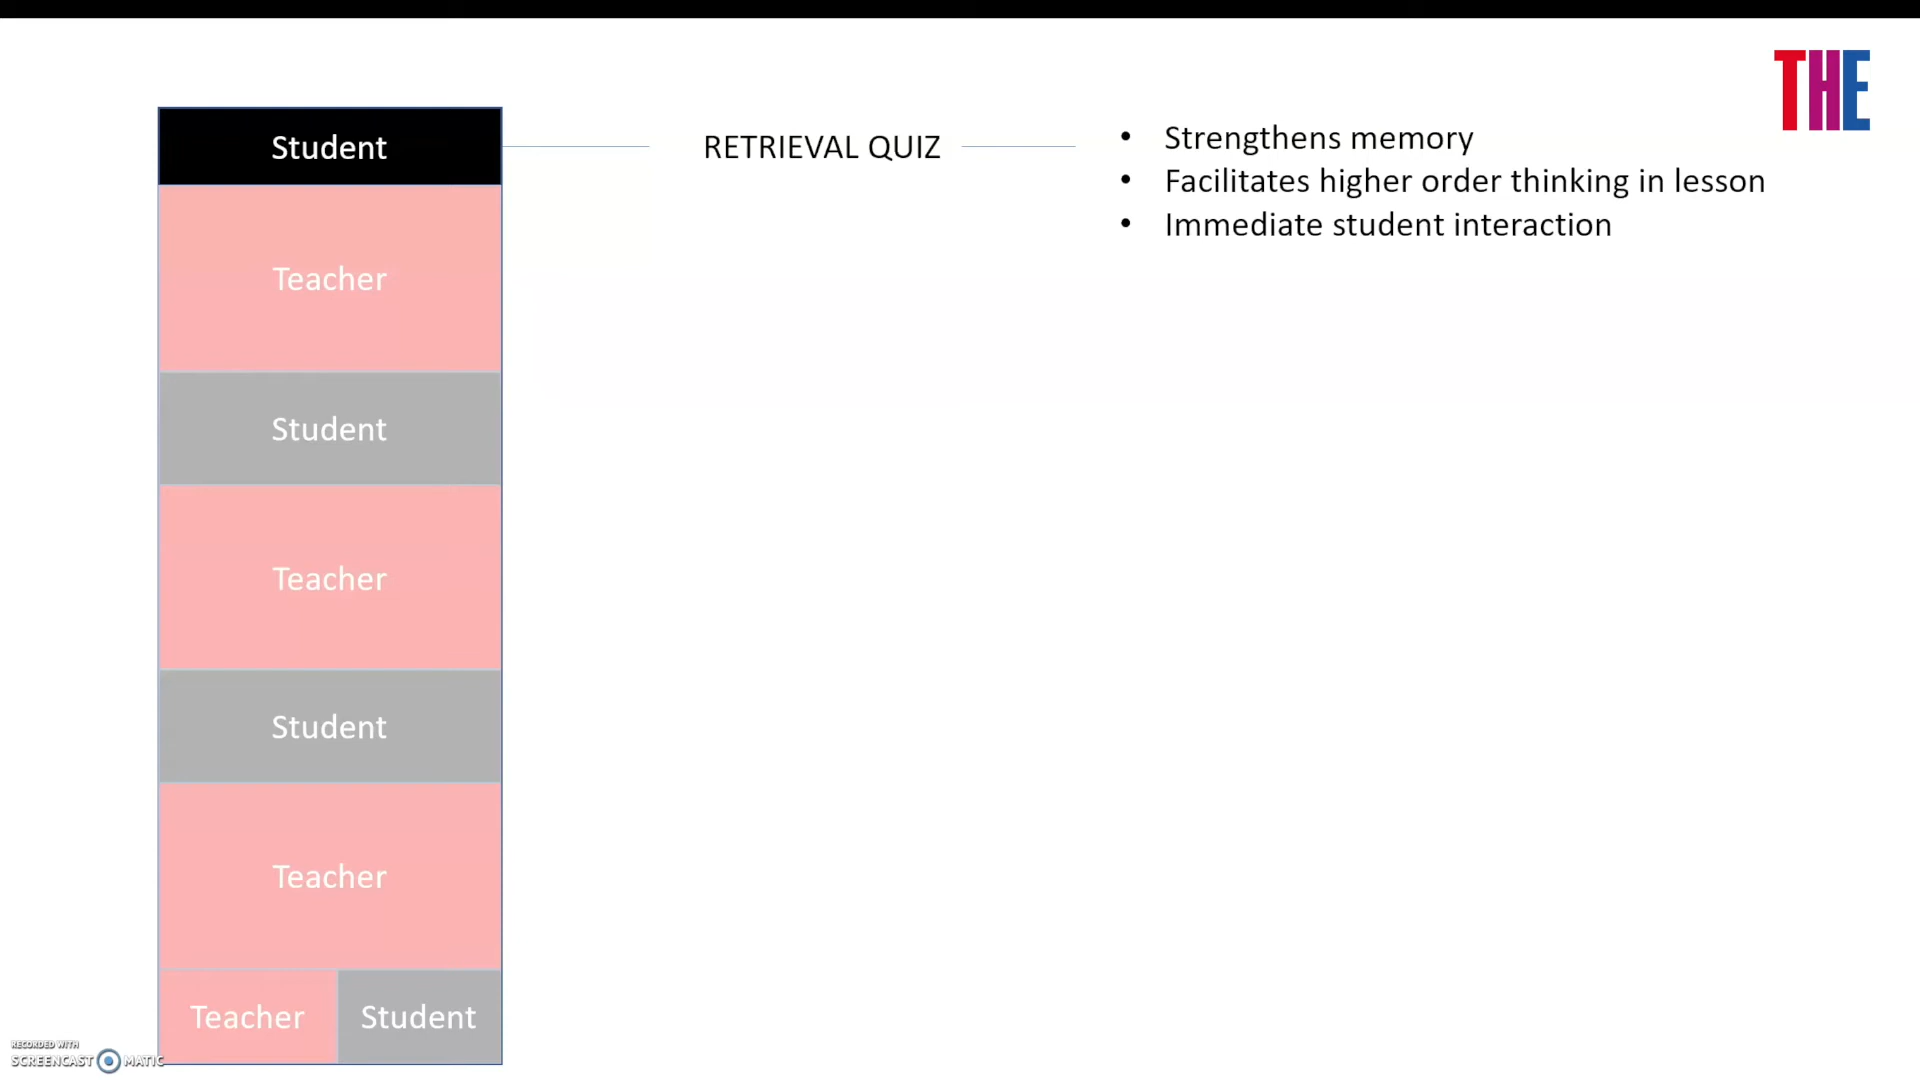 THE
Student
RETRIEVAL QUIZ
• Strengthens memory
• Facilitates higher order thinking in lesson
• Immediate student interaction
Teacher
Student
Teacher
Student
Teacher
Teacher Student
RECORDED WITH
SCREENCAST MATIC